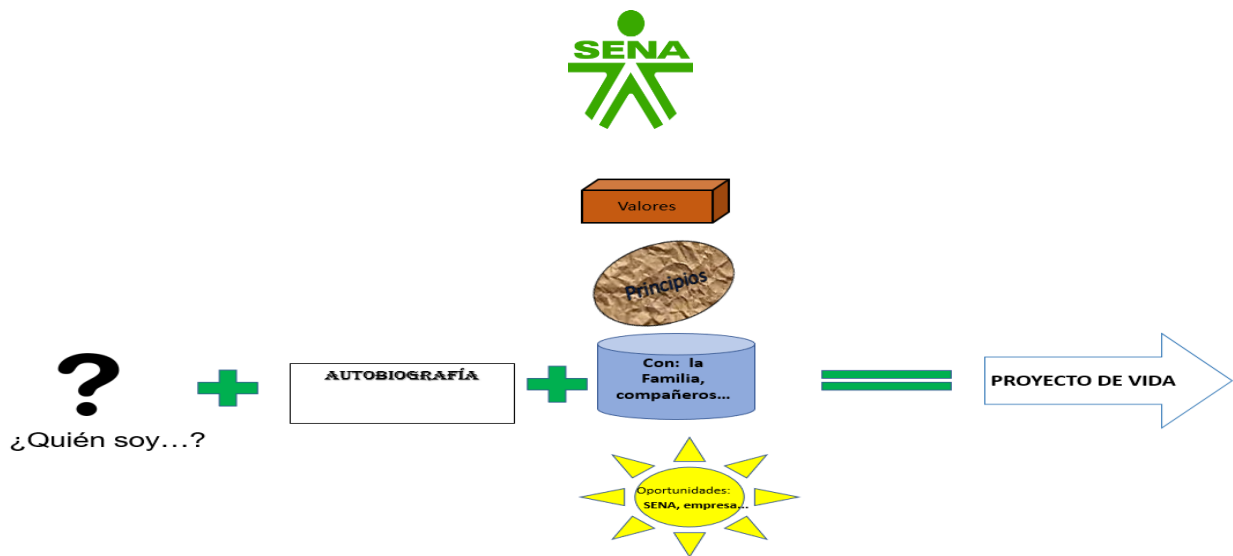 SENA
Valores
Principios
¿Quién soy...?
AUTOBIOGRAFÍA
Con: la
Familia,
compañeros...
PROYECTO DE VIDA
Oportunidades:
SENA, empresa...